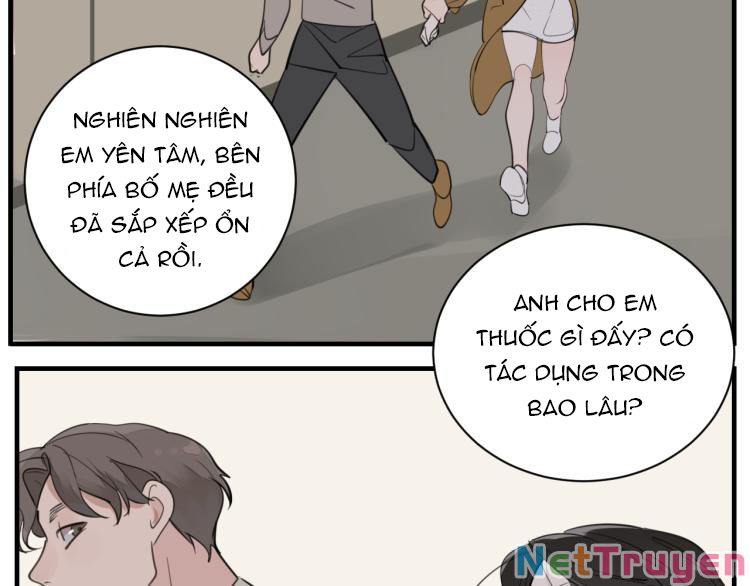 NGHIÊN NGHIÊN
EM YÊN TÂM, BÊN
PHÍA BỐ MẸ ĐỀU
ĐÃ SẮP XẾP ỔN
CẢ RỒI.
ANH CHO EM
THUỐC GÌ ĐẤY? CÓ
TÁC DỤNG TRONG
BAO LÂU?
NetTruyen